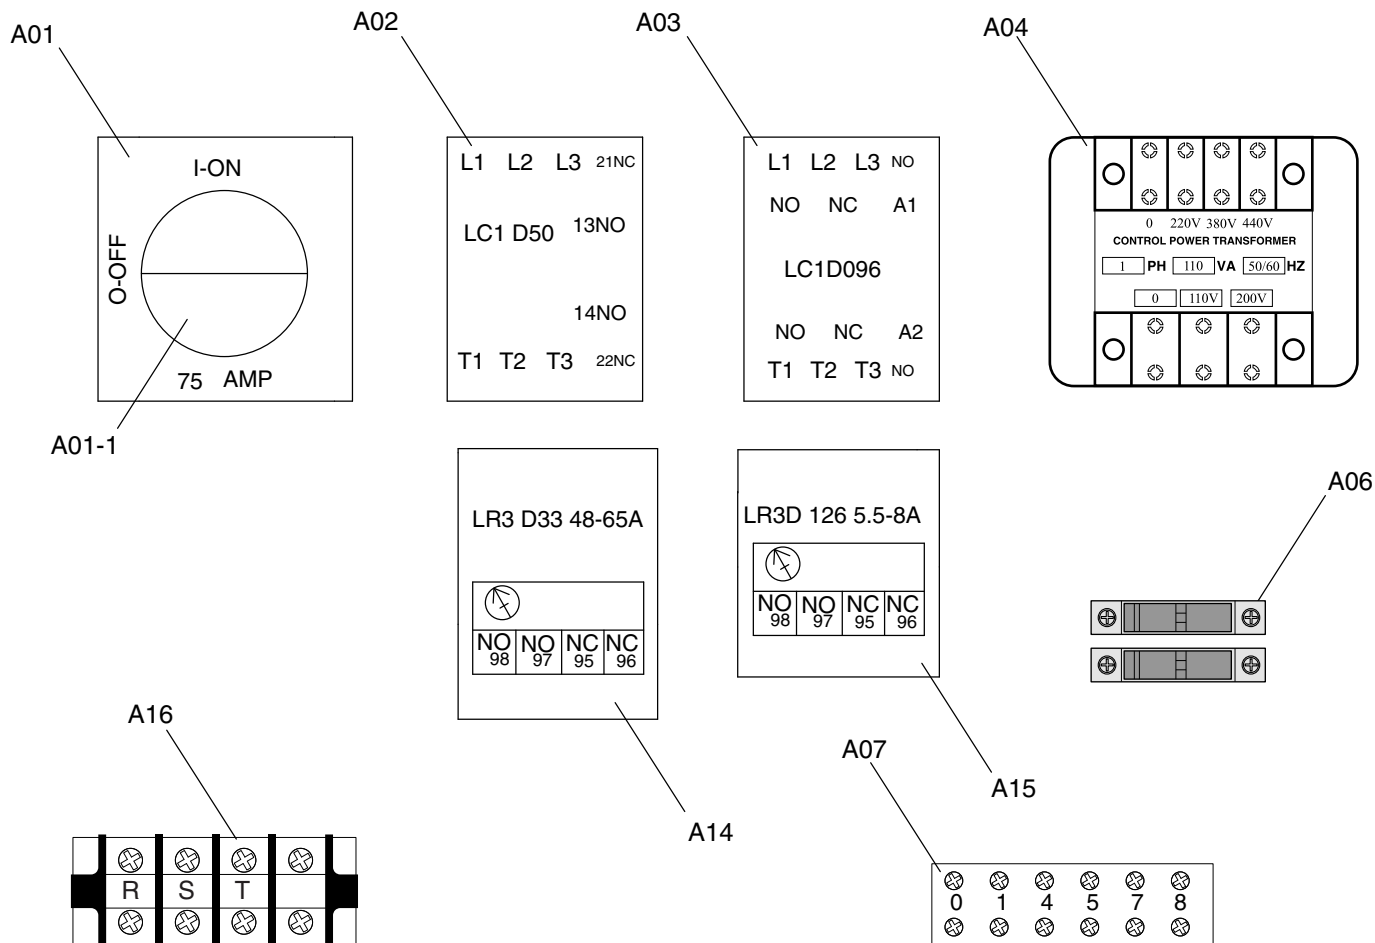 A01
A02
A03
A04
I-ON
O-OFF
75 AMP
A01-1
L1 L2 L3 21NC
LC1 D50 13NO
14NO
T1 T2 T3 22NC
L1 L2 L3 NO
NO NC A1
LC1D096
NO NC A2
T1 T2 T3 NO
0 220V 380V 440V
CONTROL POWER TRANSFORMER
1 PH 110 VA 50/60 HZ
0 110V 200V
LR3 D33 48-65A
NO NO NC NC
98 97 95 96
A14
LR3D 126 5.5-8A
NO NO NC NC
98 97 95 96
A15
A06
A16
R S T
A07
0 1 4 5 7 8